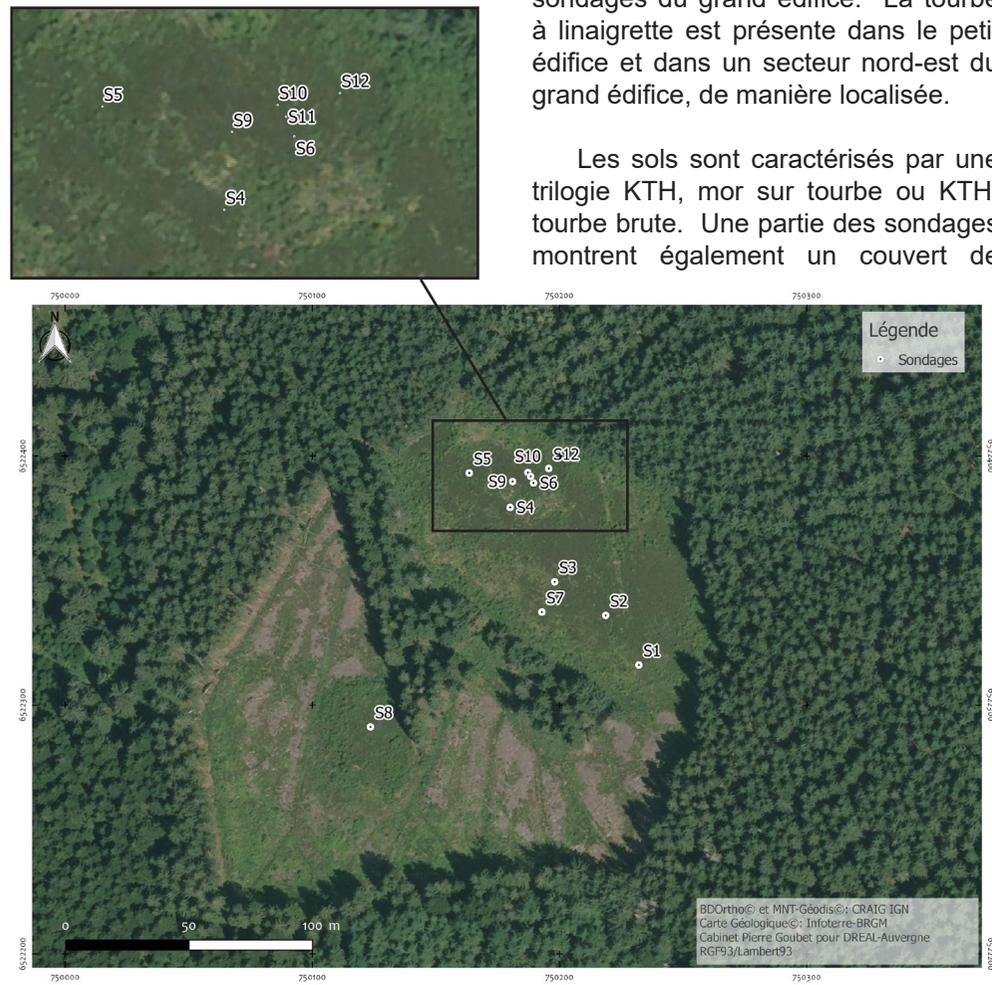 sondages du grand édifice. La tourbe
à linaigrette est présente dans le peti
édifice et dans un secteur nord-est du
grand édifice, de manière localisée.
Les sols sont caractérisés par une
trilogie KTH, mor sur tourbe ou KTH
tourbe brute. Une partie des sondages
montrent également un couvert de
S5
S10
S12
S11
S9
S6
S4
750000
750100
750200
750300
N
Légende
Sondages
6522400
6522400
S5
S10
S12
S9
S6
S4
S3
S7
S2
S1
S8
6522300
6522300
0
50
100 m
BDOrtho© et MNT-Géodis©: CRAIG IGN
Carte Géologique©: Infoterre-BRGM
Cabinet Pierre Goubet pour DREAL-Auvergne
RGF93/Lambert93
6522200
6522200
750000
750100
750200
750300